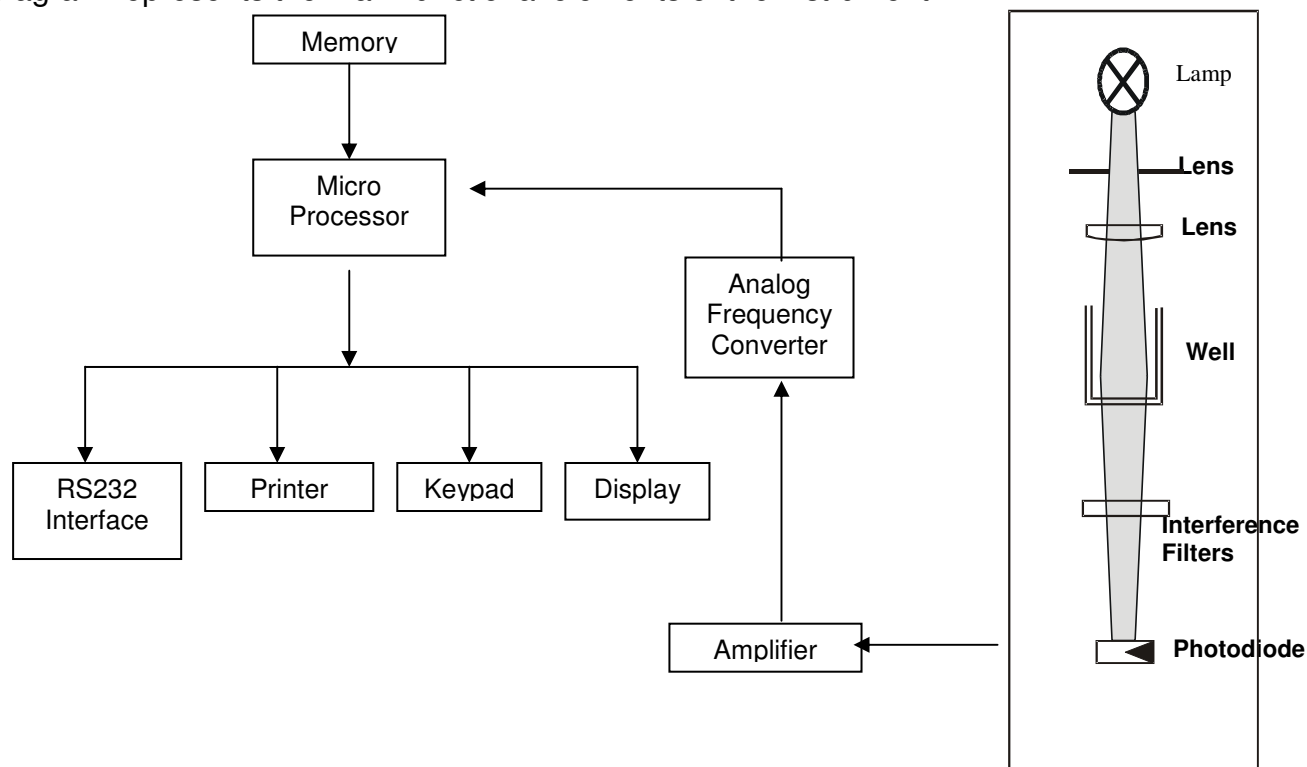 Memory
Lamp
Micro
Processor
Lens
Lens
Analog
Frequency
Converter
Well
RS232
Interface
Printer
Keypad
Display
Interference
Filters
Amplifier
Photodiode